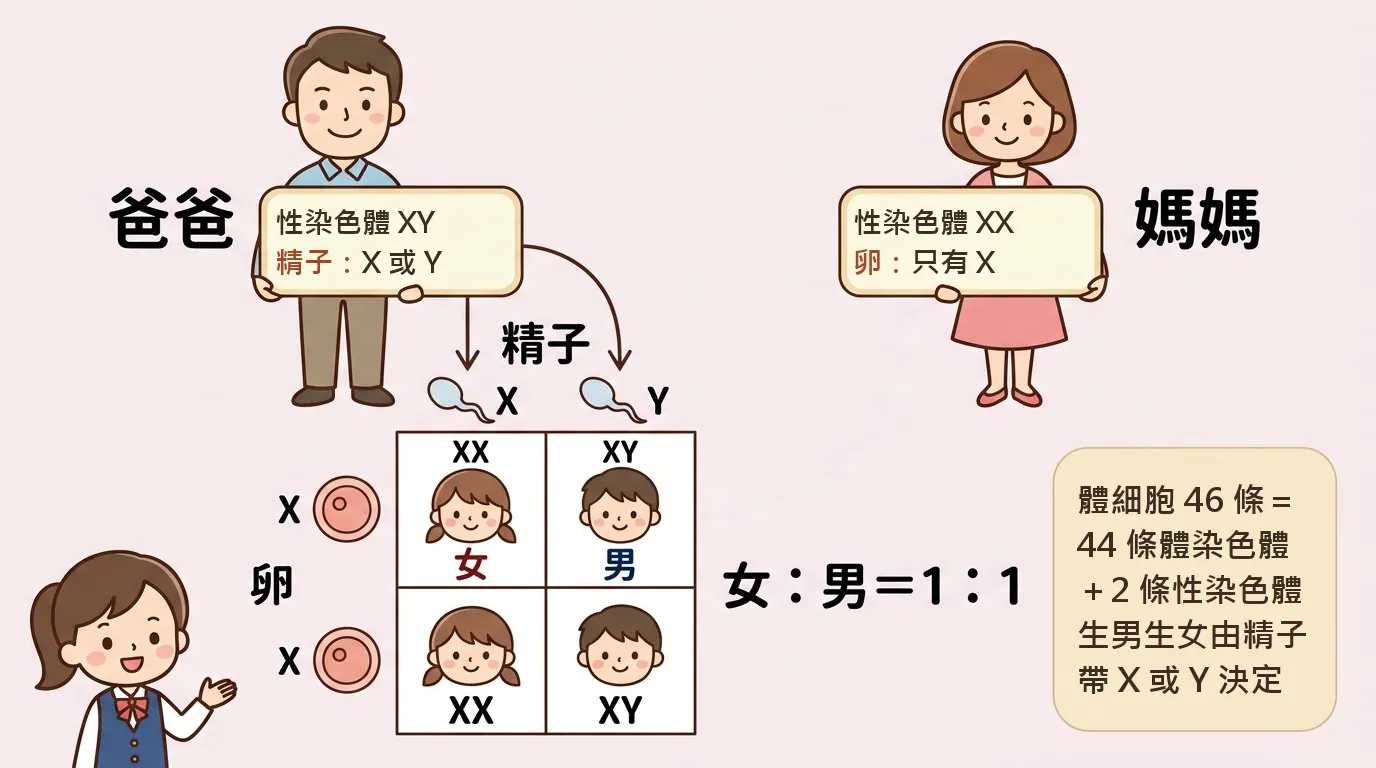 爸爸
性染色體 XY
精子：X 或 Y
媽媽
性染色體 XX
卵：只有 X
精子
X
Y
XX
XY
X
女
男
卵
女：男＝1：1
X
XX
XY
體細胞 46 條＝
44 條體染色體
＋2 條性染色體
生男生女由精子
帶 X 或 Y 決定